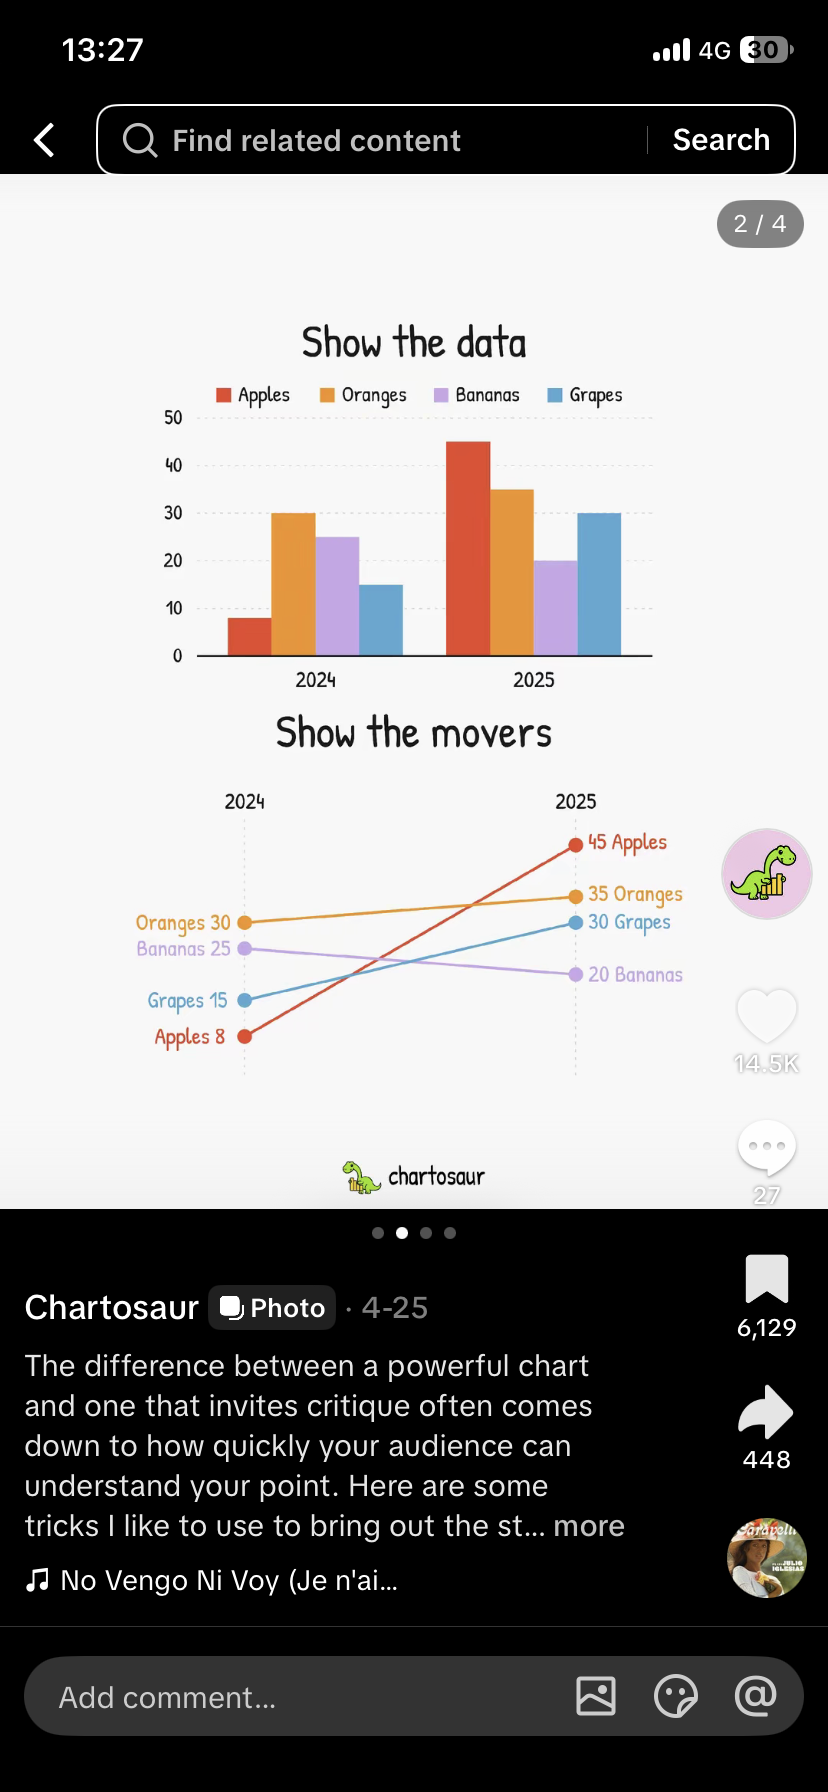 13:27
4G 30
Find related content Search
2 / 4
Show the data
Apples Oranges Bananas Grapes
50
40
30
20
10
0
2024 2025
Show the movers
2024 2025
45 Apples
35 Oranges
Oranges 30 30 Grapes
Bananas 25
20 Bananas
Grapes 15
Apples 8
14.5K
chartosaur
27
Chartosaur Photo · 4-25
6,129
The difference between a powerful chart
and one that invites critique often comes
down to how quickly your audience can
understand your point. Here are some
tricks I like to use to bring out the st... more
448
No Vengo Ni Voy (Je n'ai...
JULIO
IGLESIAS
Add comment...